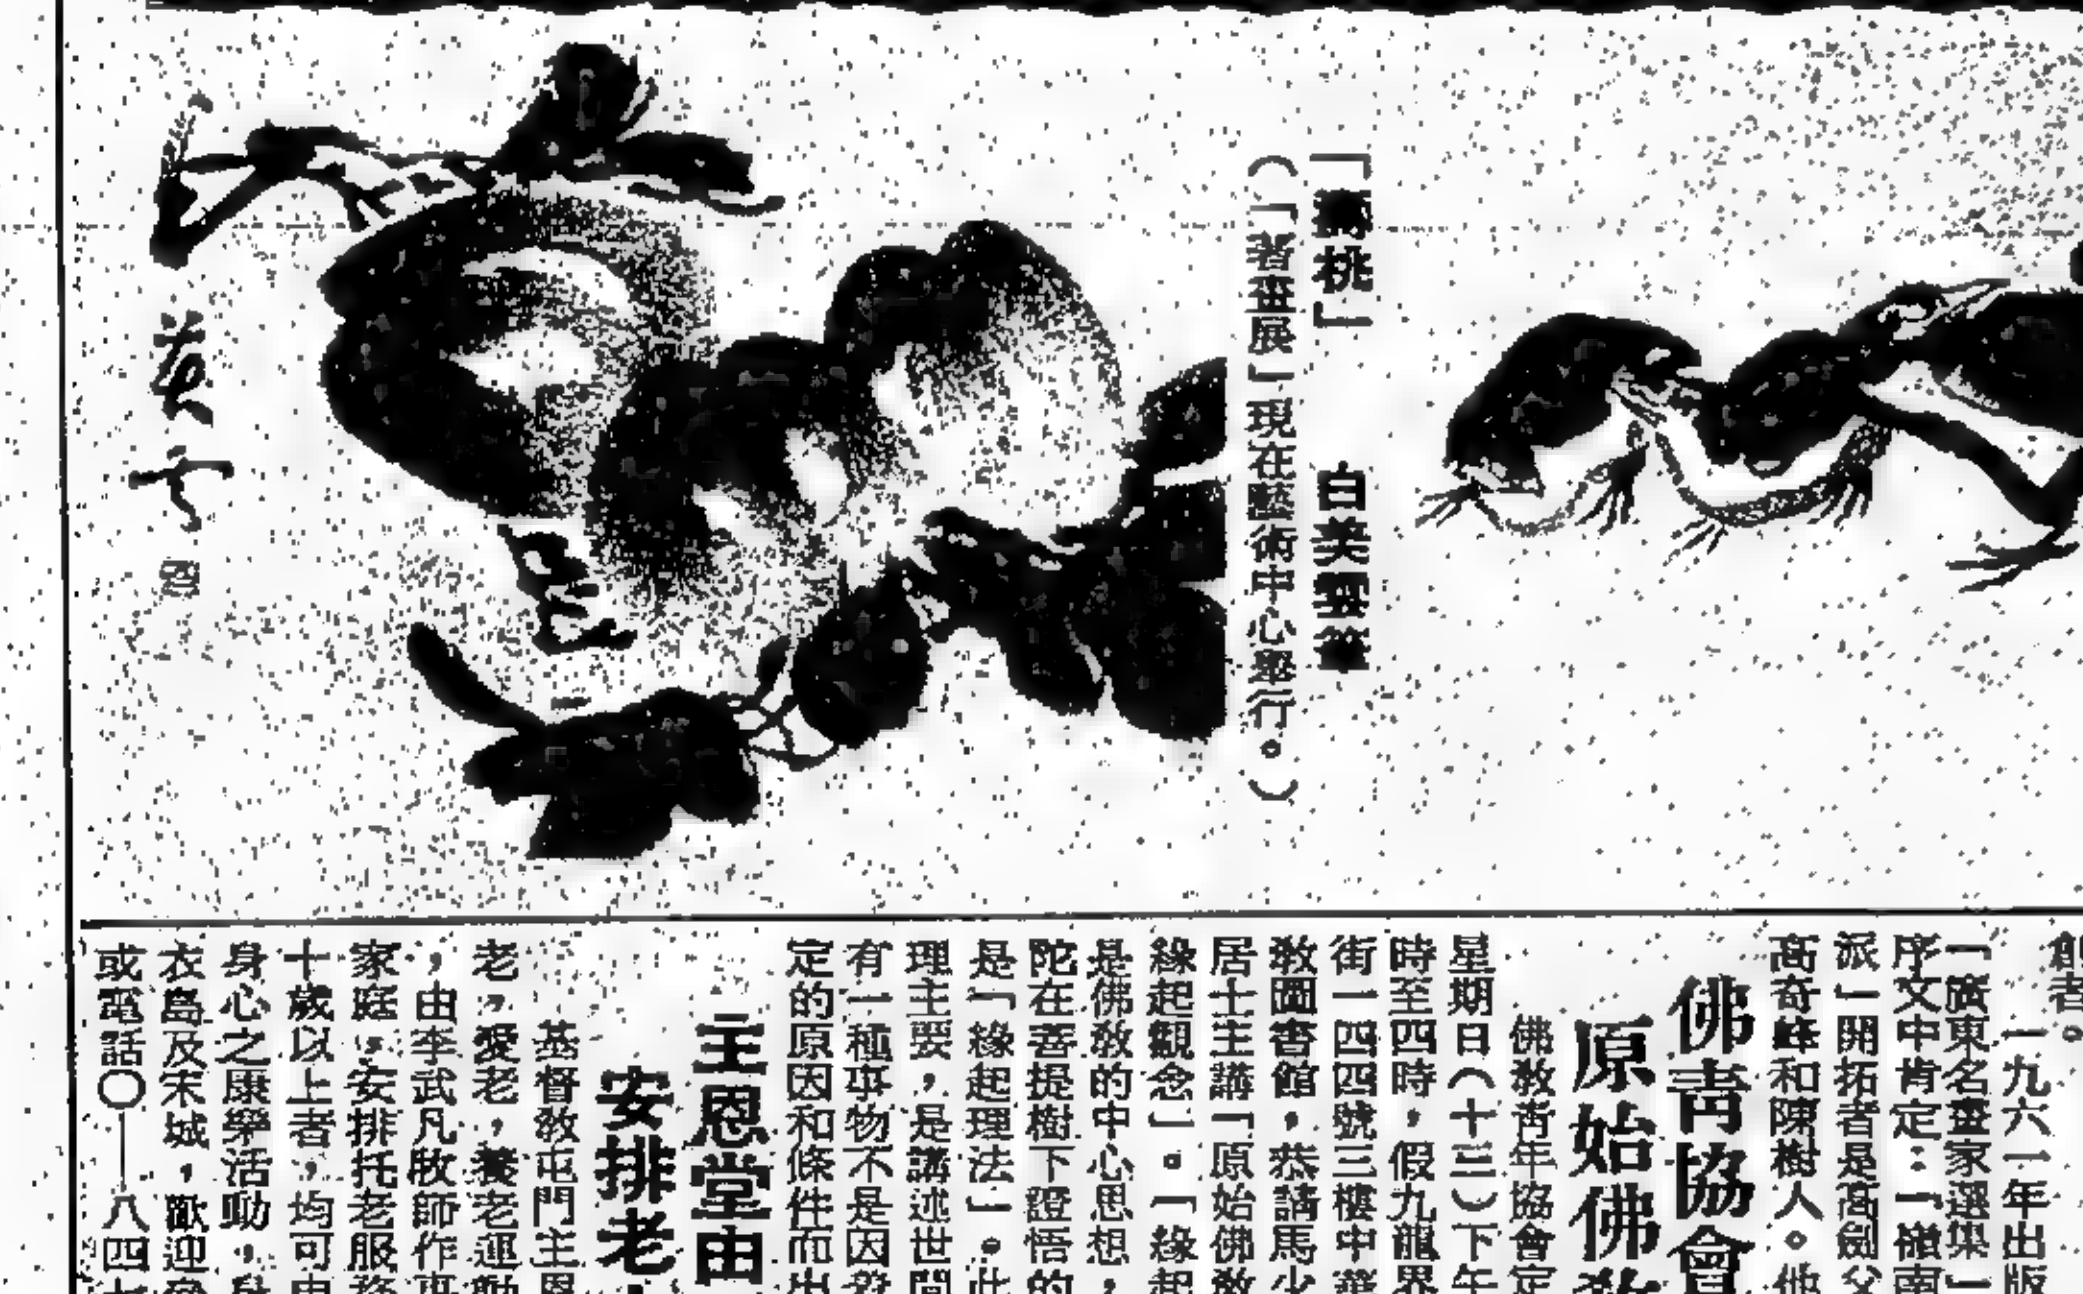 「壽桃」　　白美雲筆
（「者畫展」現在藝術中心舉行。）
創者。
一九六一年出版
「廣東名畫家選集」
序文中肯定：「嶺南
派」開拓者是高劍父
高奇峰和陳樹人。他
佛青協會
原始佛教
佛教青年協會定
星期日（十三）下午
時至四時，假九龍界
街一四四號三樓中華
教圖書館，恭請馬少
居士主講「原始佛教
緣起觀念」。「緣起
是佛教的中心思想，
陀在菩提樹下證悟的
是「緣起理法」。此
理主要，是講述世間
有一種事物不是因
定的原因和條件而出
主恩堂由
安排老
基督教屯門主恩
老，愛老，養老運動
，由李武凡牧師作
家庭，安排托老服務
十歲以上者，均可申
身心之康樂活動，
衣島及宋城，歡迎
或電話〇—八四七